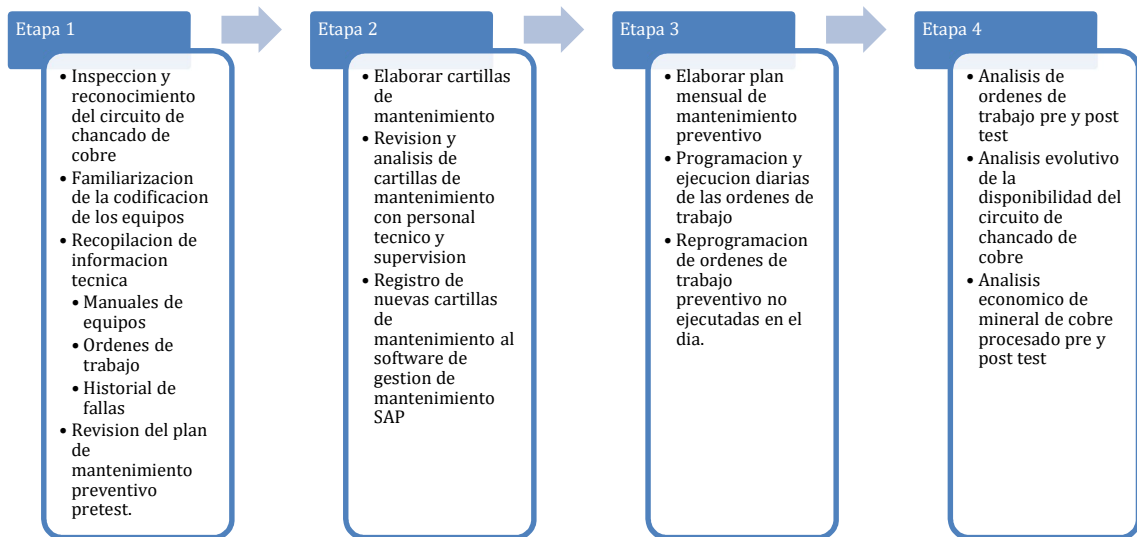 Etapa 1
• Inspeccion y
reconocimiento
del circuito de
chancado de
cobre
• Familiarizacion
de la codificacion
de los equipos
• Recopilacion de
informacion
tecnica
• Manuales de
equipos
• Ordenes de
trabajo
• Historial de
fallas
• Revision del plan
de
mantenimiento
preventivo
pretest.
Etapa 2
• Elaborar cartillas
de
mantenimiento
• Revision y
analisis de
cartillas de
mantenimiento
con personal
tecnico y
supervision
• Registro de
nuevas cartillas
de
mantenimiento al
software de
gestion de
mantenimiento
SAP
Etapa 3
• Elaborar plan
mensual de
mantenimiento
preventivo
• Programacion y
ejecucion diarias
de las ordenes de
trabajo
• Reprogramacion
de ordenes de
trabajo
preventivo no
ejecutadas en el
dia.
Etapa 4
• Analisis de
ordenes de
trabajo pre y post
test
• Analisis evolutivo
de la
disponibilidad del
circuito de
chancado de
cobre
• Analisis
economico de
mineral de cobre
procesado pre y
post test